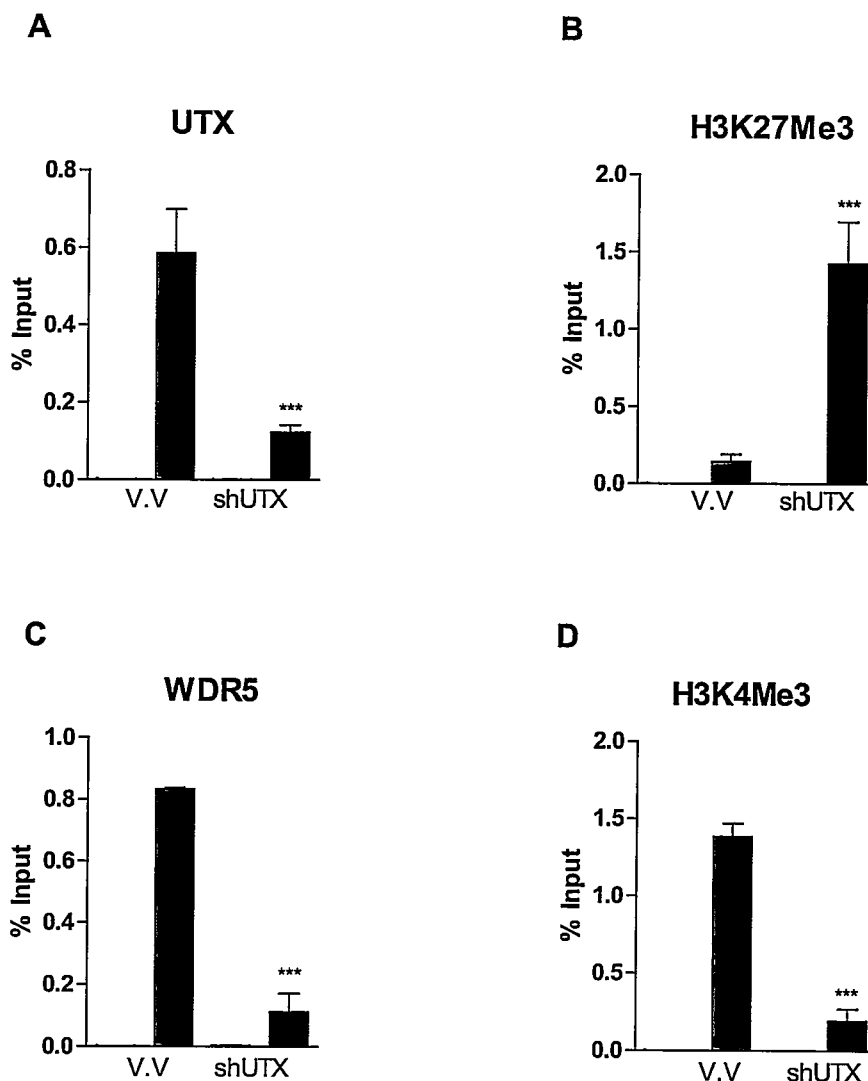 A
UTX
0.8
0.6
0.4
0.2
0.0
% Input
***
V.V shUTX
B
H3K27Me3
2.0
1.5
1.0
0.5
0.0
% Input
***
V.V shUTX
C
WDR5
1.0
0.8
0.6
0.4
0.2
0.0
% Input
***
V.V shUTX
D
H3K4Me3
2.0
1.5
1.0
0.5
0.0
% Input
***
V.V shUTX